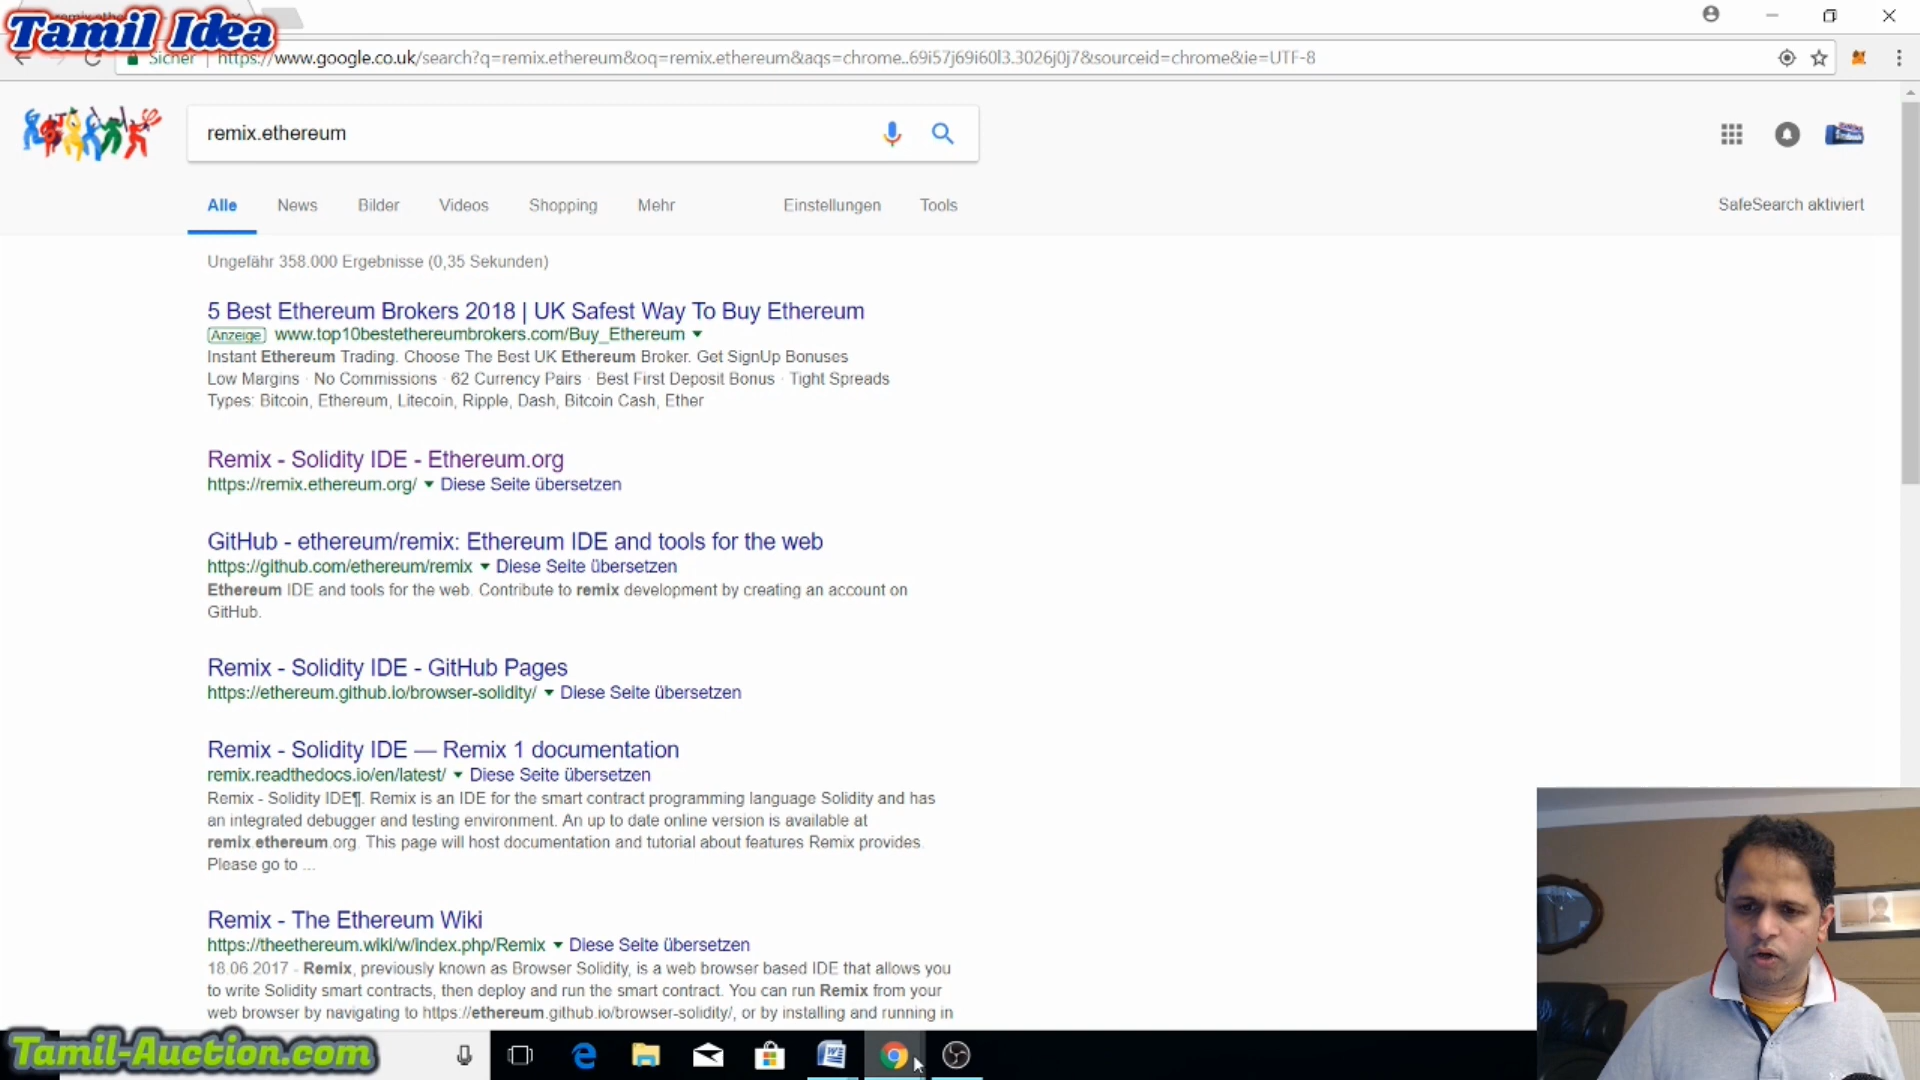 Tamil Idea
Sicher | https://www.google.co.uk/search?q=remix.ethereum&oq=remix.ethereum&aqs=chrome..69i57j69i60l3.3026j0j7&sourceid=chrome&ie=UTF-8
remix.ethereum
Alle News Bilder Videos Shopping Mehr Einstellungen Tools
SafeSearch aktiviert
Ungefähr 358.000 Ergebnisse (0,35 Sekunden)
5 Best Ethereum Brokers 2018 | UK Safest Way To Buy Ethereum
Anzeige www.top10bestethereumbrokers.com/Buy_Ethereum
Instant Ethereum Trading. Choose The Best UK Ethereum Broker. Get SignUp Bonuses
Low Margins · No Commissions · 62 Currency Pairs · Best First Deposit Bonus · Tight Spreads
Types: Bitcoin, Ethereum, Litecoin, Ripple, Dash, Bitcoin Cash, Ether
Remix - Solidity IDE - Ethereum.org
https://remix.ethereum.org/ Diese Seite übersetzen
GitHub - ethereum/remix: Ethereum IDE and tools for the web
https://github.com/ethereum/remix Diese Seite übersetzen
Ethereum IDE and tools for the web. Contribute to remix development by creating an account on
GitHub.
Remix - Solidity IDE - GitHub Pages
https://ethereum.github.io/browser-solidity/ Diese Seite übersetzen
Remix - Solidity IDE — Remix 1 documentation
remix.readthedocs.io/en/latest/ Diese Seite übersetzen
Remix - Solidity IDE¶. Remix is an IDE for the smart contract programming language Solidity and has
an integrated debugger and testing environment. An up to date online version is available at
remix.ethereum.org. This page will host documentation and tutorial about features Remix provides.
Please go to ...
Remix - The Ethereum Wiki
https://theethereum.wiki/w/index.php/Remix Diese Seite übersetzen
18.06.2017 - Remix, previously known as Browser Solidity, is a web browser based IDE that allows you
to write Solidity smart contracts, then deploy and run the smart contract. You can run Remix from your
web browser by navigating to https://ethereum.github.io/browser-solidity/, or by installing and running in
Tamil-Auction.com